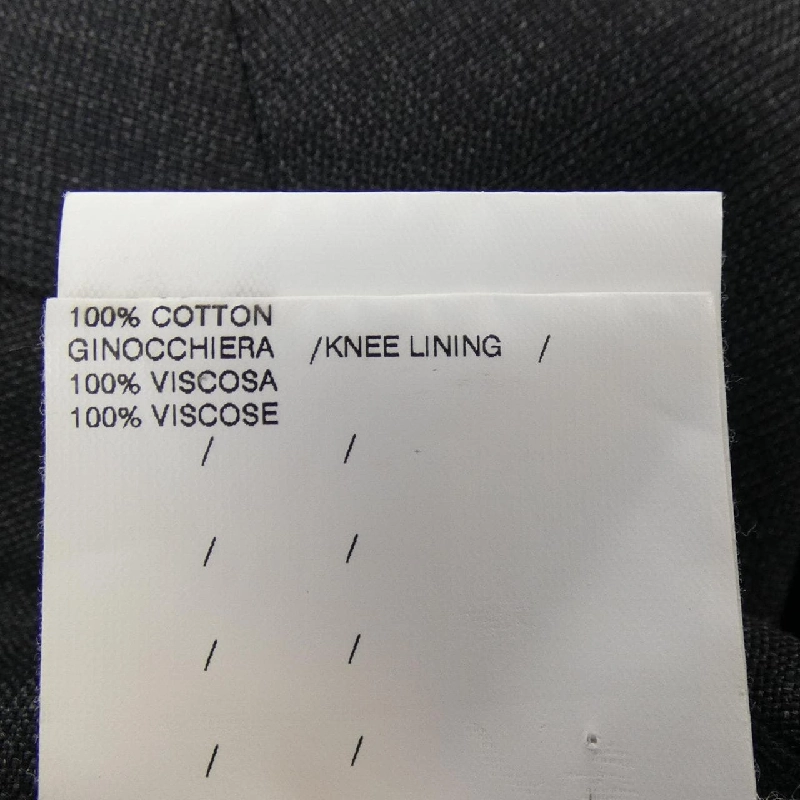 100% COTTON
GINOCCHIERA /KNEE LINING /
100% VISCOSA
100% VISCOSE
/ /
/ /
/ /
/ /